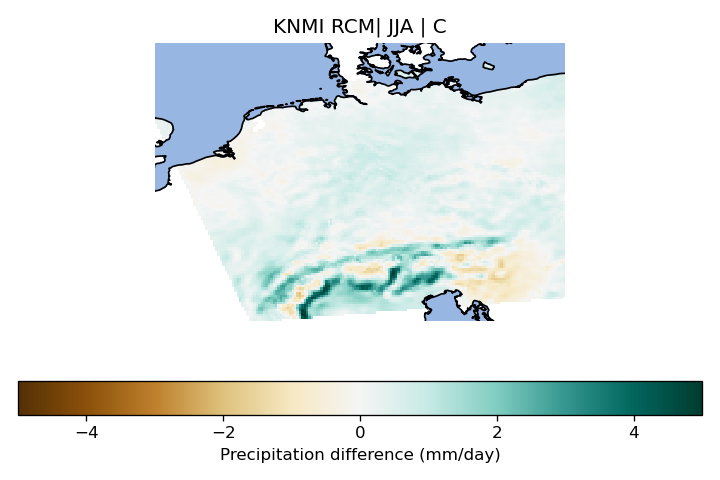 KNMI RCM| JJA | C
−4 −2 0 2 4
Precipitation difference (mm/day)